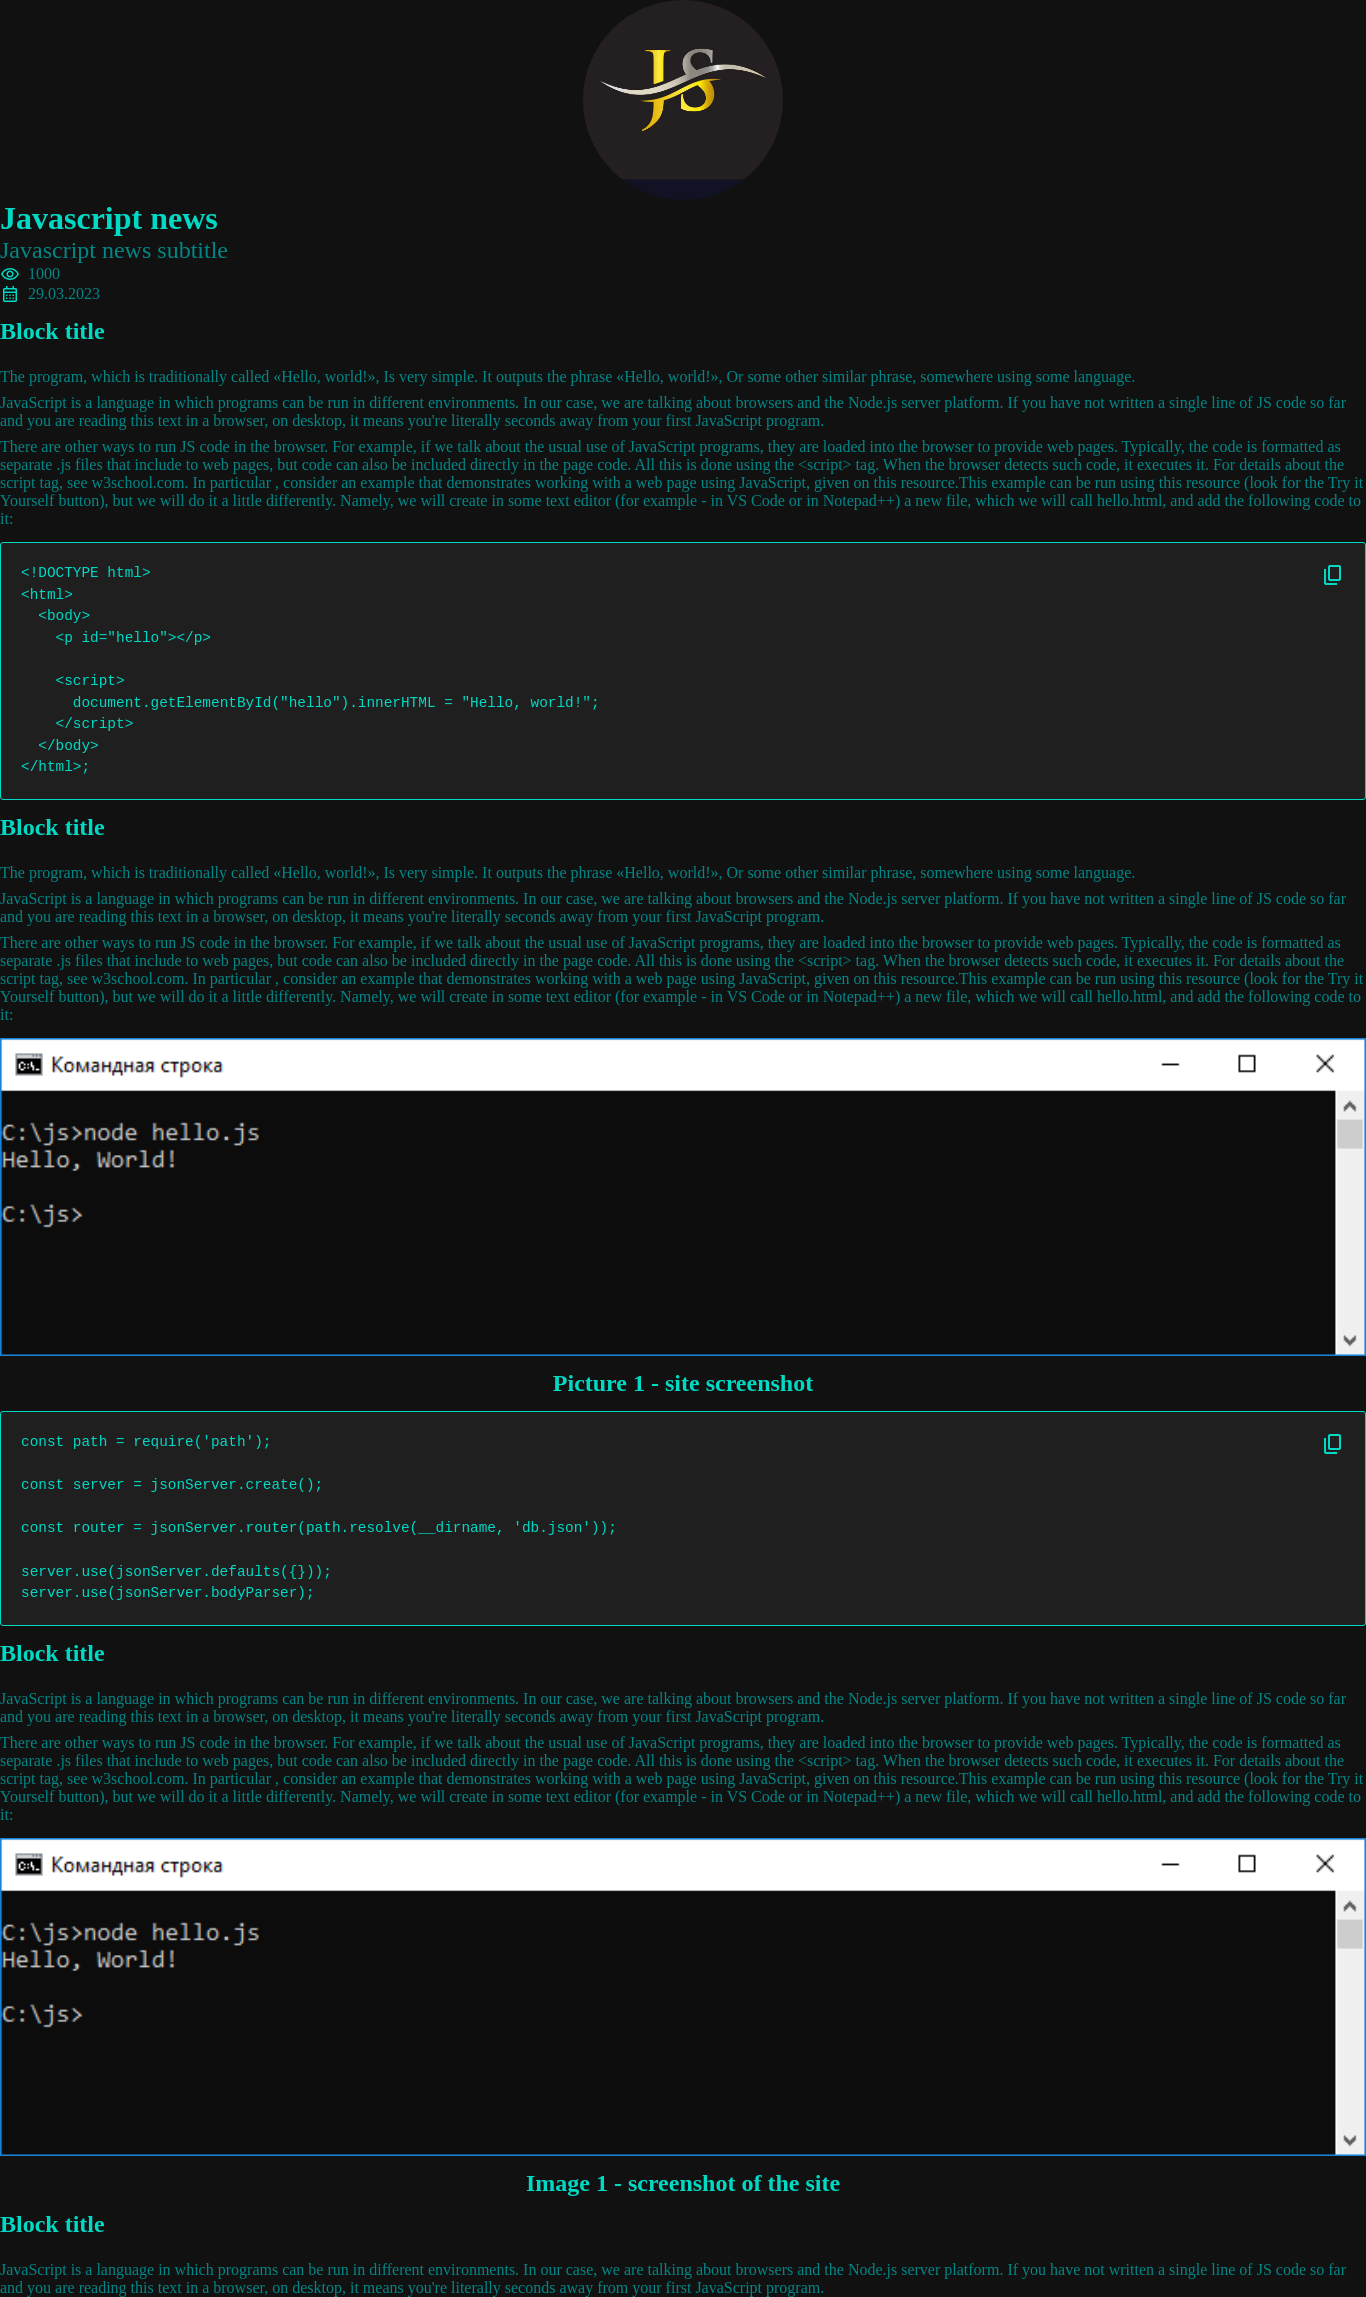 JS
Javascript news
Javascript news subtitle
1000
29.03.2023
Block title
The program, which is traditionally called «Hello, world!», Is very simple. It outputs the phrase «Hello, world!», Or some other similar phrase, somewhere using some language.
JavaScript is a language in which programs can be run in different environments. In our case, we are talking about browsers and the Node.js server platform. If you have not written a single line of JS code so far
and you are reading this text in a browser, on desktop, it means you're literally seconds away from your first JavaScript program.
There are other ways to run JS code in the browser. For example, if we talk about the usual use of JavaScript programs, they are loaded into the browser to provide web pages. Typically, the code is formatted as
separate .js files that include to web pages, but code can also be included directly in the page code. All this is done using the <script> tag. When the browser detects such code, it executes it. For details about the
script tag, see w3school.com. In particular , consider an example that demonstrates working with a web page using JavaScript, given on this resource.This example can be run using this resource (look for the Try it
Yourself button), but we will do it a little differently. Namely, we will create in some text editor (for example - in VS Code or in Notepad++) a new file, which we will call hello.html, and add the following code to
it:
<!DOCTYPE html>
<html>
  <body>
    <p id="hello"></p>

    <script>
      document.getElementById("hello").innerHTML = "Hello, world!";
    </script>
  </body>
</html>;
Block title
The program, which is traditionally called «Hello, world!», Is very simple. It outputs the phrase «Hello, world!», Or some other similar phrase, somewhere using some language.
JavaScript is a language in which programs can be run in different environments. In our case, we are talking about browsers and the Node.js server platform. If you have not written a single line of JS code so far
and you are reading this text in a browser, on desktop, it means you're literally seconds away from your first JavaScript program.
There are other ways to run JS code in the browser. For example, if we talk about the usual use of JavaScript programs, they are loaded into the browser to provide web pages. Typically, the code is formatted as
separate .js files that include to web pages, but code can also be included directly in the page code. All this is done using the <script> tag. When the browser detects such code, it executes it. For details about the
script tag, see w3school.com. In particular , consider an example that demonstrates working with a web page using JavaScript, given on this resource.This example can be run using this resource (look for the Try it
Yourself button), but we will do it a little differently. Namely, we will create in some text editor (for example - in VS Code or in Notepad++) a new file, which we will call hello.html, and add the following code to
it:
Командная строка
C:\js>node hello.js
Hello, World!
C:\js>
Picture 1 - site screenshot
const path = require('path');

const server = jsonServer.create();

const router = jsonServer.router(path.resolve(__dirname, 'db.json'));

server.use(jsonServer.defaults({}));
server.use(jsonServer.bodyParser);
Block title
JavaScript is a language in which programs can be run in different environments. In our case, we are talking about browsers and the Node.js server platform. If you have not written a single line of JS code so far
and you are reading this text in a browser, on desktop, it means you're literally seconds away from your first JavaScript program.
There are other ways to run JS code in the browser. For example, if we talk about the usual use of JavaScript programs, they are loaded into the browser to provide web pages. Typically, the code is formatted as
separate .js files that include to web pages, but code can also be included directly in the page code. All this is done using the <script> tag. When the browser detects such code, it executes it. For details about the
script tag, see w3school.com. In particular , consider an example that demonstrates working with a web page using JavaScript, given on this resource.This example can be run using this resource (look for the Try it
Yourself button), but we will do it a little differently. Namely, we will create in some text editor (for example - in VS Code or in Notepad++) a new file, which we will call hello.html, and add the following code to
it:
Командная строка
C:\js>node hello.js
Hello, World!
C:\js>
Image 1 - screenshot of the site
Block title
JavaScript is a language in which programs can be run in different environments. In our case, we are talking about browsers and the Node.js server platform. If you have not written a single line of JS code so far
and you are reading this text in a browser, on desktop, it means you're literally seconds away from your first JavaScript program.